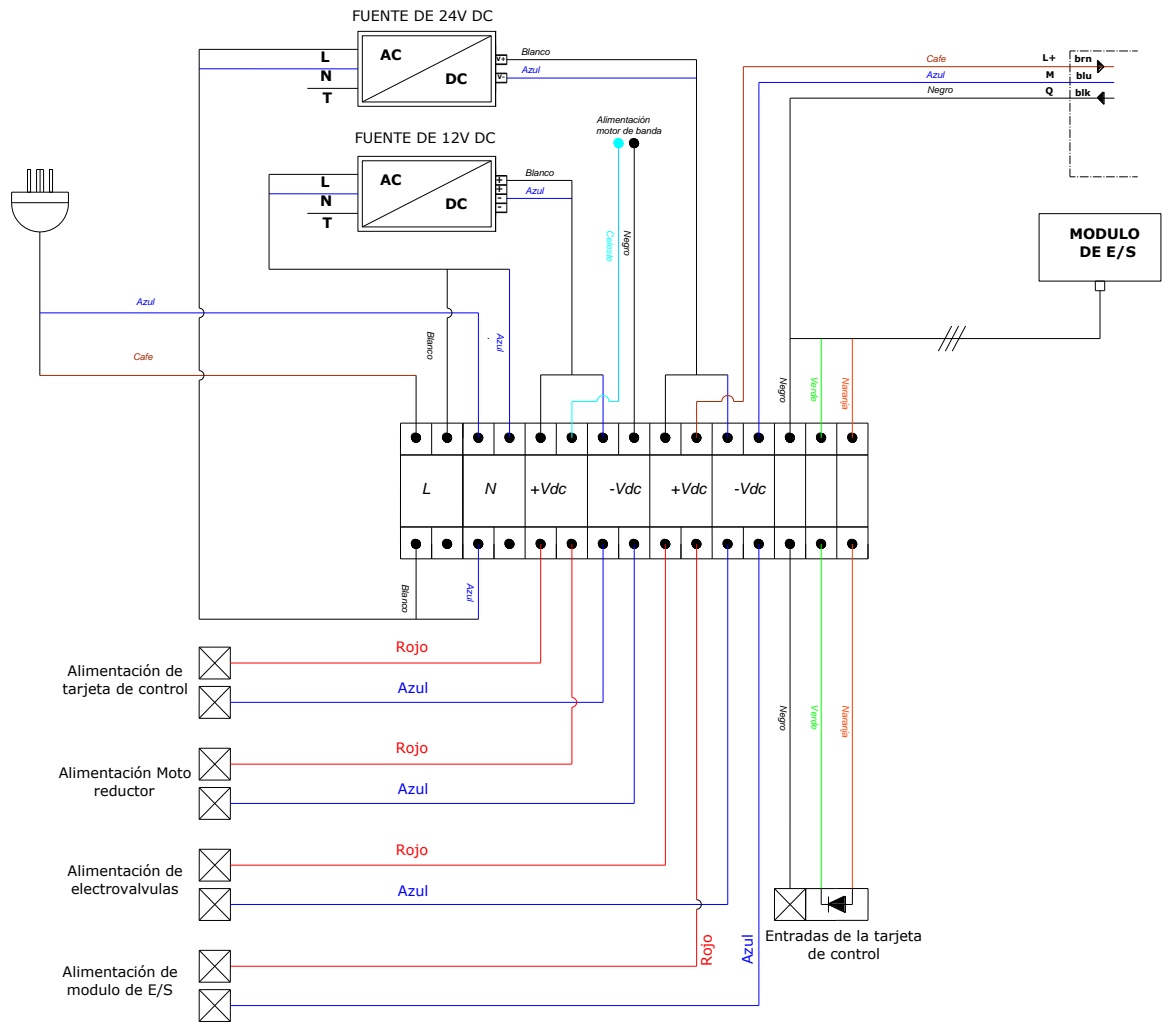 FUENTE DE 24V DC
L
N
T
AC
DC
V+
V-
Blanco
Azul
Cafe
Azul
Negro
L+
M
Q
brn
blu
blk
Alimentación
motor de banda
FUENTE DE 12V DC
L
N
T
AC
DC
+
+
-
-
Blanco
Azul
Celeste
Negro
MODULO
DE E/S
Azul
Cafe
Blanco
Azul
Negro
Verde
Naranja
L
N
+Vdc
-Vdc
+Vdc
-Vdc
Blanco
Azul
Rojo
Alimentación de
tarjeta de control
Azul
Negro
Verde
Naranja
Rojo
Alimentación Moto
reductor
Azul
Rojo
Alimentación de
electrovalvulas
Azul
Rojo
Azul
Entradas de la tarjeta
de control
Alimentación de
modulo de E/S